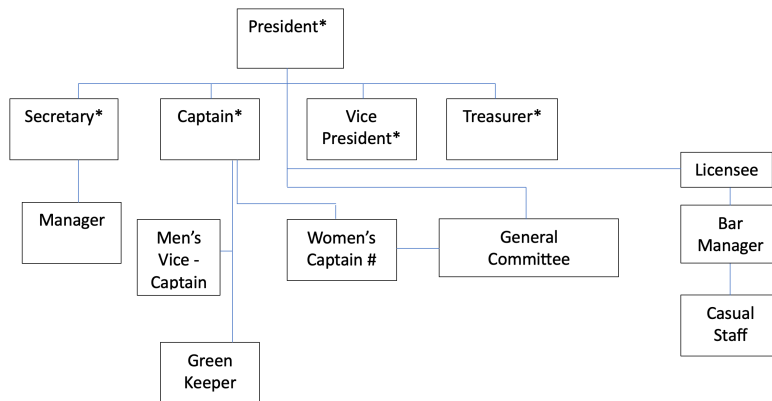 President*
Secretary*
Captain*
Vice
President*
Treasurer*
Licensee
Manager
Men’s
Vice -
Captain
Women’s
Captain #
General
Committee
Bar
Manager
Casual
Staff
Green
Keeper